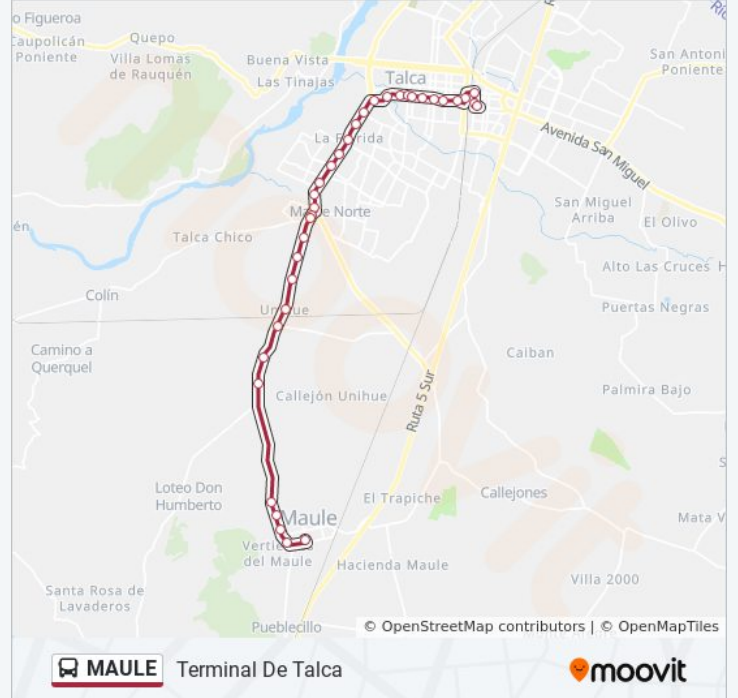 o Figueroa
Caupolicán
Poniente
Quepo
Villa Lomas
de Rauquén
Buena Vista
Las Tinajas
Talca
San Antoni
Poniente
Avenida San Miguel
La Florida
San Miguel
Arriba
El Olivo
Maule Norte
Talca Chico
én
Alto Las Cruces
Colín
Unihue
Puertas Negras
Camino a
Querquel
Caiban
Callejón Unihue
Palmira Bajo
Ruta 5 Sur
Loteo Don
Humberto
El Trapiche
Callejones
Maule
Mata V
Vertientes
del Maule
Hacienda Maule
Villa 2000
Santa Rosa de
Lavaderos
Pueblecillo
© OpenStreetMap contributors | © OpenMapTiles
MAULE
Terminal De Talca
moovit